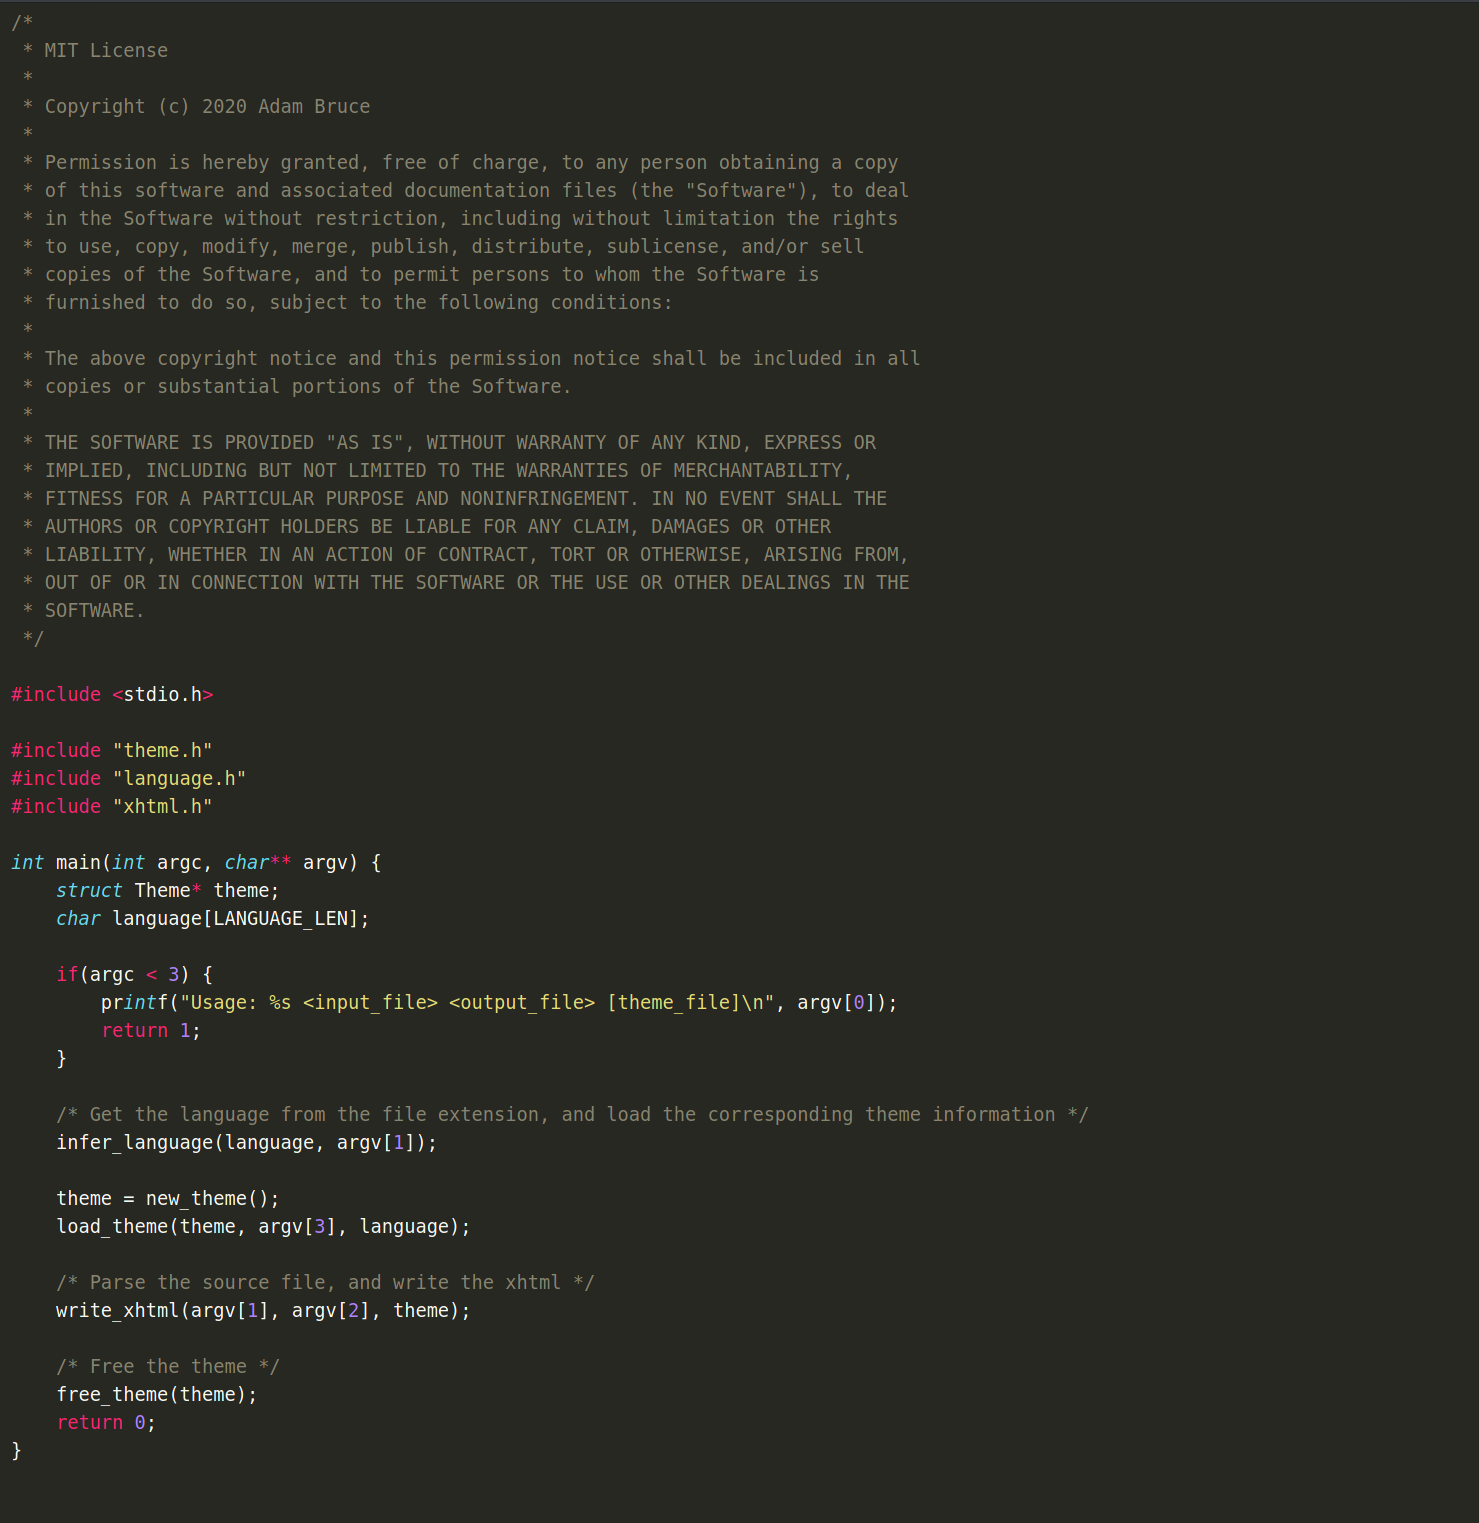 /*
 * MIT License
 *
 * Copyright (c) 2020 Adam Bruce
 *
 * Permission is hereby granted, free of charge, to any person obtaining a copy
 * of this software and associated documentation files (the "Software"), to deal
 * in the Software without restriction, including without limitation the rights
 * to use, copy, modify, merge, publish, distribute, sublicense, and/or sell
 * copies of the Software, and to permit persons to whom the Software is
 * furnished to do so, subject to the following conditions:
 *
 * The above copyright notice and this permission notice shall be included in all
 * copies or substantial portions of the Software.
 *
 * THE SOFTWARE IS PROVIDED "AS IS", WITHOUT WARRANTY OF ANY KIND, EXPRESS OR
 * IMPLIED, INCLUDING BUT NOT LIMITED TO THE WARRANTIES OF MERCHANTABILITY,
 * FITNESS FOR A PARTICULAR PURPOSE AND NONINFRINGEMENT. IN NO EVENT SHALL THE
 * AUTHORS OR COPYRIGHT HOLDERS BE LIABLE FOR ANY CLAIM, DAMAGES OR OTHER
 * LIABILITY, WHETHER IN AN ACTION OF CONTRACT, TORT OR OTHERWISE, ARISING FROM,
 * OUT OF OR IN CONNECTION WITH THE SOFTWARE OR THE USE OR OTHER DEALINGS IN THE
 * SOFTWARE.
 */

#include <stdio.h>

#include "theme.h"
#include "language.h"
#include "xhtml.h"

int main(int argc, char** argv) {
    struct Theme* theme;
    char language[LANGUAGE_LEN];

    if(argc < 3) {
        printf("Usage: %s <input_file> <output_file> [theme_file]\n", argv[0]);
        return 1;
    }

    /* Get the language from the file extension, and load the corresponding theme information */
    infer_language(language, argv[1]);

    theme = new_theme();
    load_theme(theme, argv[3], language);

    /* Parse the source file, and write the xhtml */
    write_xhtml(argv[1], argv[2], theme);

    /* Free the theme */
    free_theme(theme);
    return 0;
}